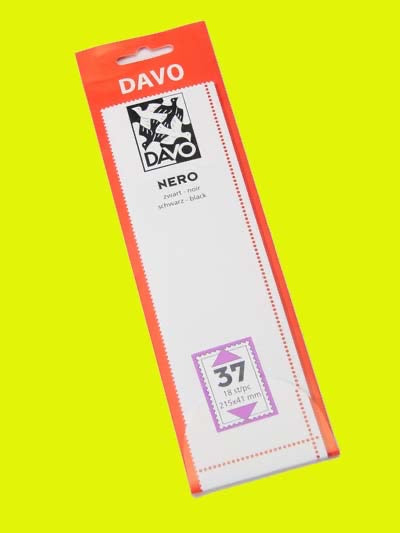 DAVO
DAVO
NERO
zwart - noir
schwarz - black
37
18 st/pc
215x41 mm